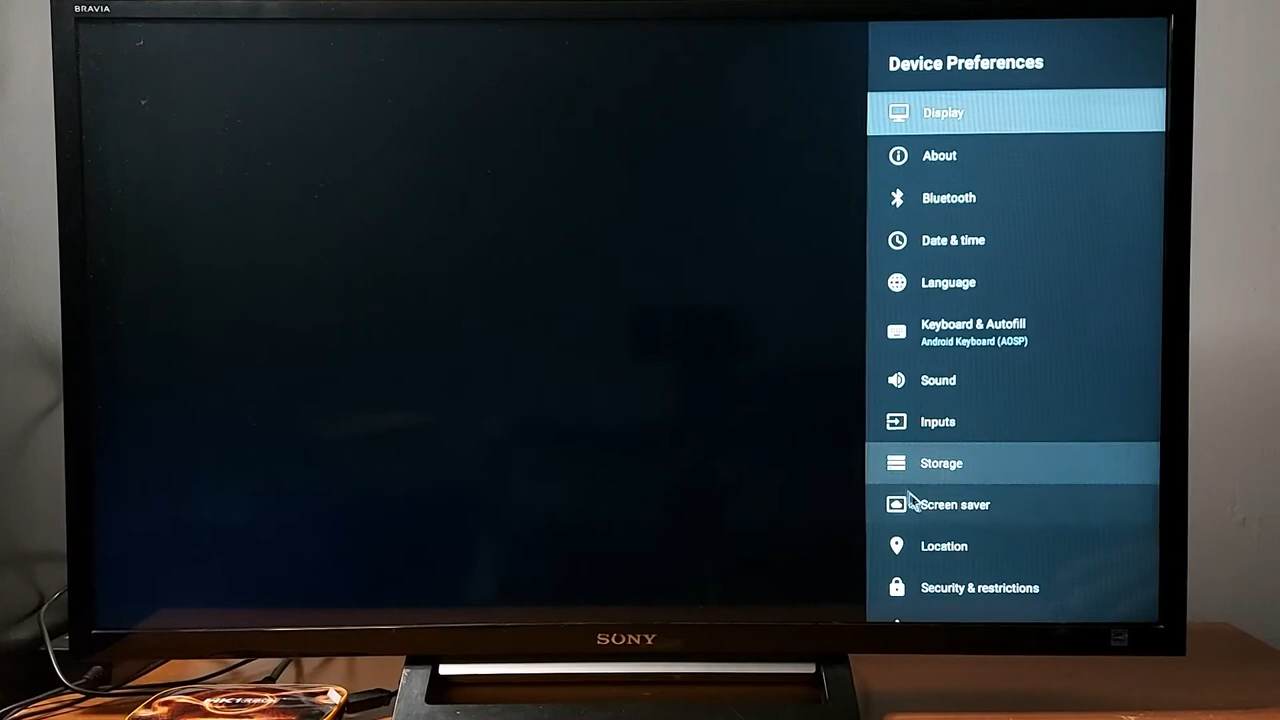 BRAVIA
Device Preferences
Display
About
Bluetooth
Date & time
Language
Keyboard & Autofill
Android Keyboard (AOSP)
Sound
Inputs
Storage
Screen saver
Location
Security & restrictions
SONY